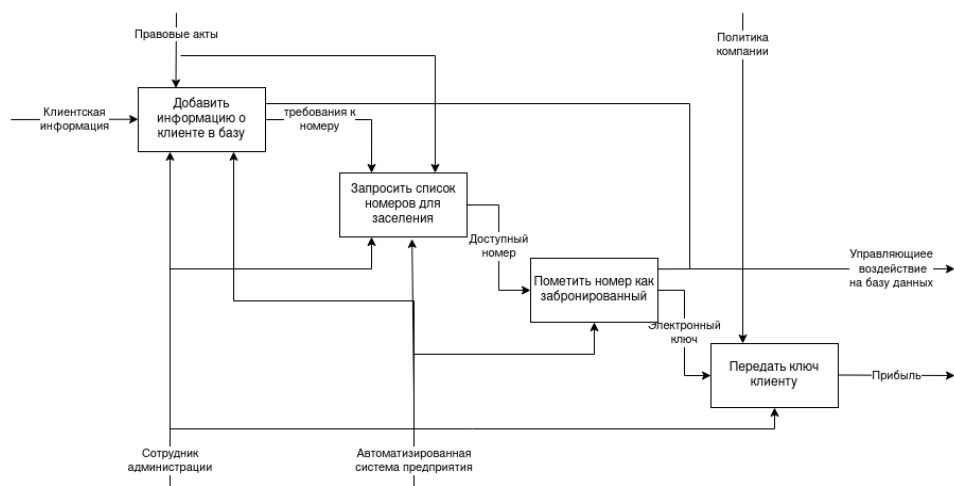 Правовые акты
Политика
компании
Клиентская
информация
Добавить
информацию о
клиенте в базу
требования к
номеру
Запросить список
номеров для
заселения
Доступный
номер
Пометить номер как
забронированный
Управляющиее
воздействие
на базу данных
Электронный
ключ
Передать ключ
клиенту
Прибыль
Сотрудник
администрации
Автоматизированная
система предприятия